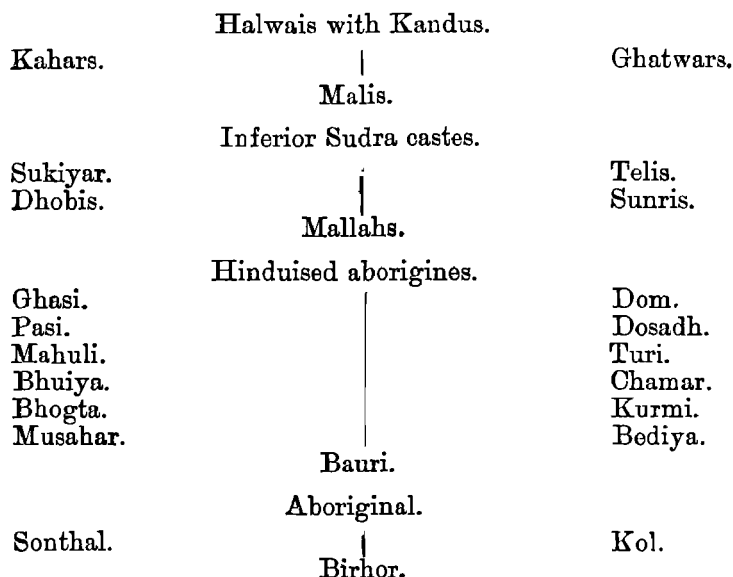 Halwais with Kandus.
Kahars. Ghatwars.
Malis.
Inferior Sudra castes.
Sukiyar. Telis.
Dhobis. Sunris.
Mallahs.
Hinduised aborigines.
Ghasi. Dom.
Pasi. Dosadh.
Mahuli. Turi.
Bhuiya. Chamar.
Bhogta. Kurmi.
Musahar. Bediya.
Bauri.
Aboriginal.
Sonthal. Kol.
Birhor.